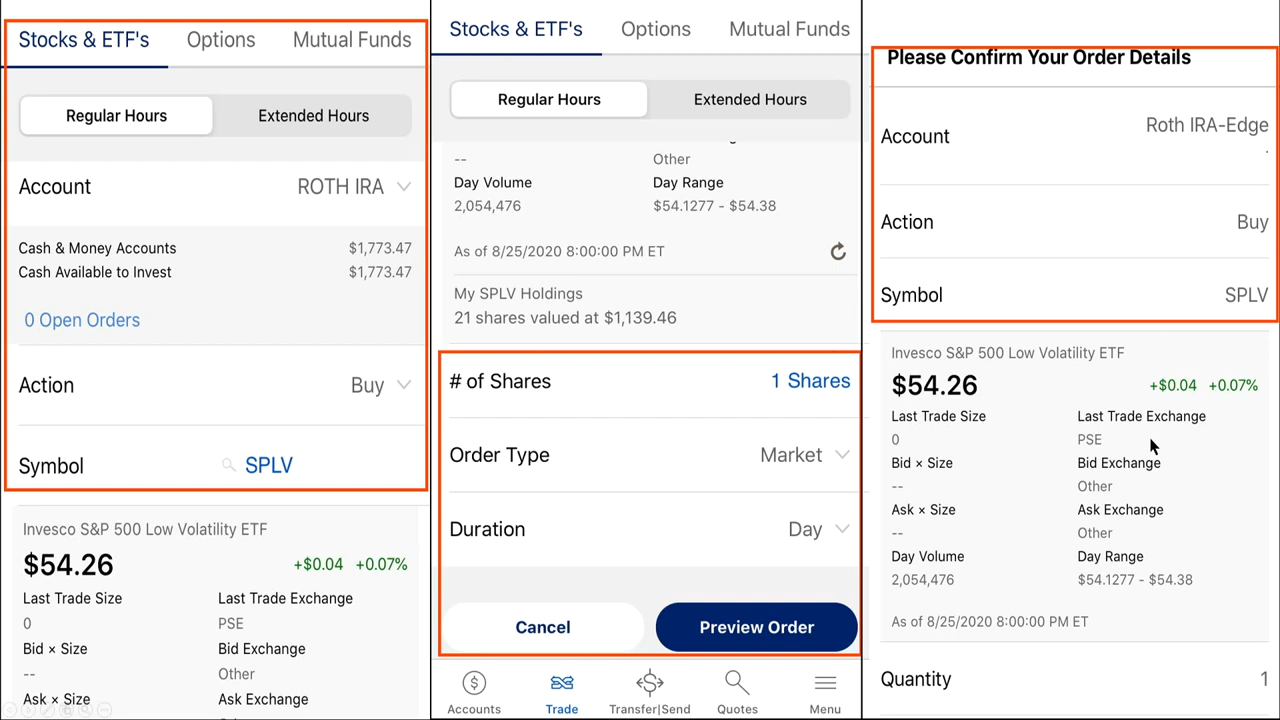 Stocks & ETF's Options Mutual Funds
Regular Hours Extended Hours
Account ROTH IRA
Cash & Money Accounts $1,773.47
Cash Available to Invest $1,773.47
0 Open Orders
Action Buy
Symbol SPLV
Invesco S&P 500 Low Volatility ETF
$54.26 +$0.04 +0.07%
Last Trade Size Last Trade Exchange
0 PSE
Bid × Size Bid Exchange
-- Other
Ask × Size Ask Exchange
Stocks & ETF's Options Mutual Funds
Regular Hours Extended Hours
-- Other
Day Volume Day Range
2,054,476 $54.1277 - $54.38
As of 8/25/2020 8:00:00 PM ET
My SPLV Holdings
21 shares valued at $1,139.46
# of Shares 1 Shares
Order Type Market
Duration Day
Cancel Preview Order
Accounts Trade Transfer|Send Quotes Menu
Please Confirm Your Order Details
Account Roth IRA-Edge
Action Buy
Symbol SPLV
Invesco S&P 500 Low Volatility ETF
$54.26 +$0.04 +0.07%
Last Trade Size Last Trade Exchange
0 PSE
Bid × Size Bid Exchange
-- Other
Ask × Size Ask Exchange
-- Other
Day Volume Day Range
2,054,476 $54.1277 - $54.38
As of 8/25/2020 8:00:00 PM ET
Quantity 1